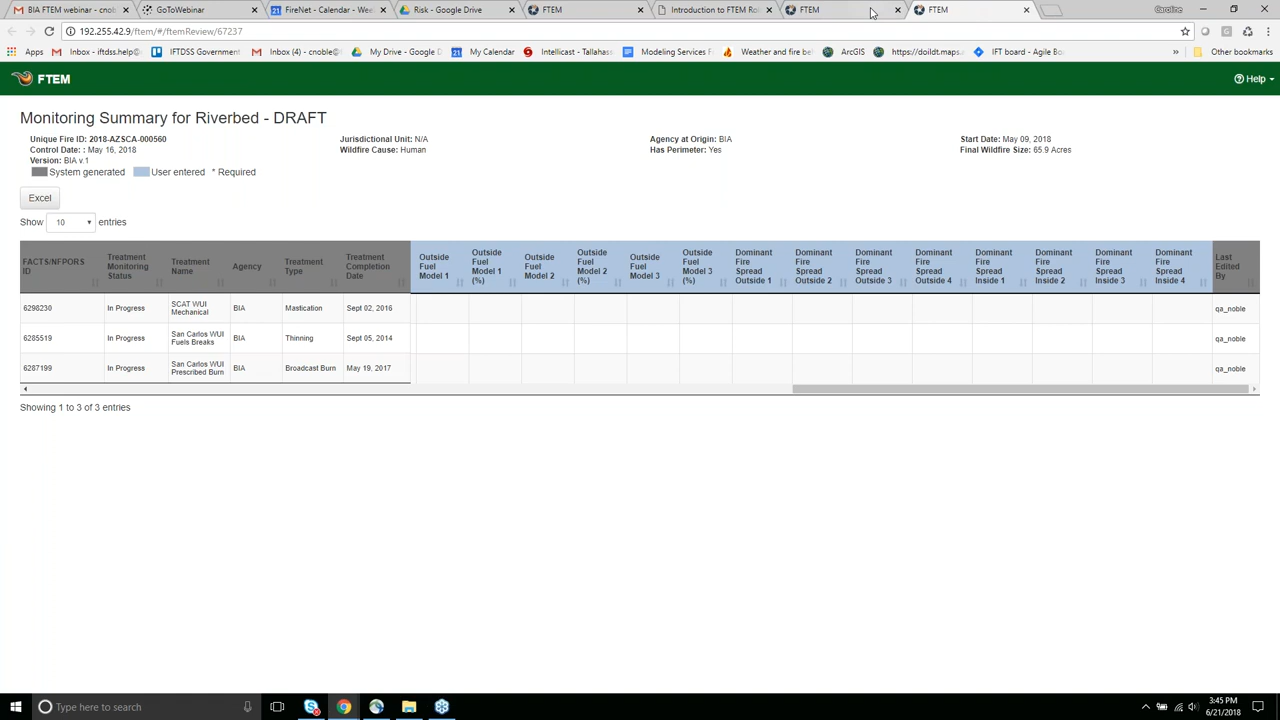 BIA FTEM webinar - cnob
GoToWebinar
FireNet - Calendar - Wee
Risk - Google Drive
FTEM
Introduction to FTEM Ro
FTEM
FTEM
Caroline
192.255.42.9/ftem/#/ftemReview/67237
Apps
Inbox - iftdss.help@
IFTDSS Government
Inbox (4) - cnoble@
My Drive - Google D
My Calendar
Intellicast - Tallahass
Modeling Services F
Weather and fire be
ArcGIS
https://doildt.maps.
IFT board - Agile Bo
»
Other bookmarks
FTEM
Help
Monitoring Summary for Riverbed - DRAFT
Unique Fire ID: 2018-AZSCA-000560
Jurisdictional Unit: N/A
Agency at Origin: BIA
Start Date: May 09, 2018
Control Date: : May 16, 2018
Wildfire Cause: Human
Has Perimeter: Yes
Final Wildfire Size: 65.9 Acres
Version: BIA v.1
System generated
User entered
* Required
Excel
Show 10 entries
FACTS/NFPORS
ID
Treatment
Monitoring
Status
Treatment
Name
Agency
Treatment
Type
Treatment
Completion
Date
Outside
Fuel
Model 1
Outside
Fuel
Model 1
(%)
Outside
Fuel
Model 2
Outside
Fuel
Model 2
(%)
Outside
Fuel
Model 3
Outside
Fuel
Model 3
(%)
Dominant
Fire
Spread
Outside 1
Dominant
Fire
Spread
Outside 2
Dominant
Fire
Spread
Outside 3
Dominant
Fire
Spread
Outside 4
Dominant
Fire
Spread
Inside 1
Dominant
Fire
Spread
Inside 2
Dominant
Fire
Spread
Inside 3
Dominant
Fire
Spread
Inside 4
Last
Edited
By
6298230
In Progress
SCAT WUI
Mechanical
BIA
Mastication
Sept 02, 2016
qa_noble
6285519
In Progress
San Carlos WUI
Fuels Breaks
BIA
Thinning
Sept 05, 2014
qa_noble
6287199
In Progress
San Carlos WUI
Prescribed Burn
BIA
Broadcast Burn
May 19, 2017
qa_noble
Showing 1 to 3 of 3 entries
Type here to search
3:45 PM
6/21/2018